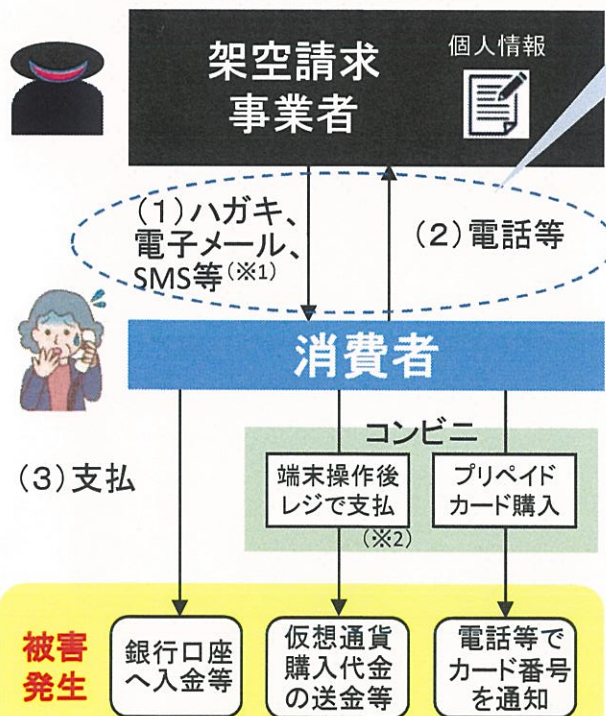 架空請求
事業者
個人情報
(1)ハガキ、
電子メール、
SMS等(※1)
(2)電話等
消費者
(3)支払
コンビニ
端末操作後
レジで支払
(※2)
プリペイド
カード購入
被害
発生
銀行口座
へ入金等
仮想通貨
購入代金
の送金等
電話等で
カード番号
を通知